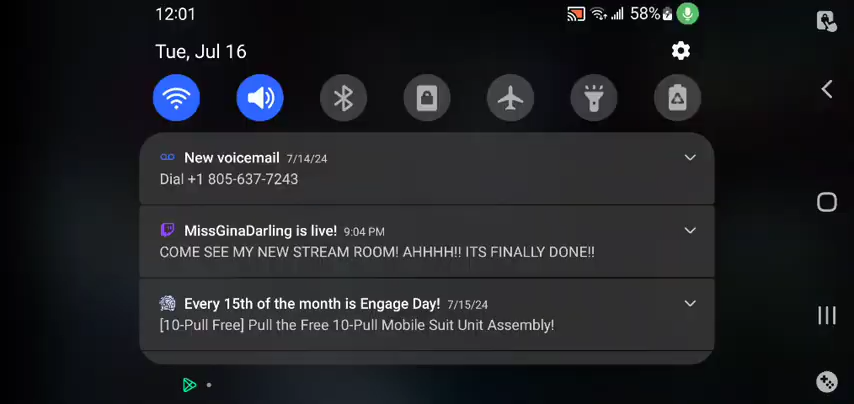 12:01
58%
Tue, Jul 16
New voicemail 7/14/24
Dial +1 805-637-7243
MissGinaDarling is live! 9:04 PM
COME SEE MY NEW STREAM ROOM! AHHHH!! ITS FINALLY DONE!!
Every 15th of the month is Engage Day! 7/15/24
[10-Pull Free] Pull the Free 10-Pull Mobile Suit Unit Assembly!